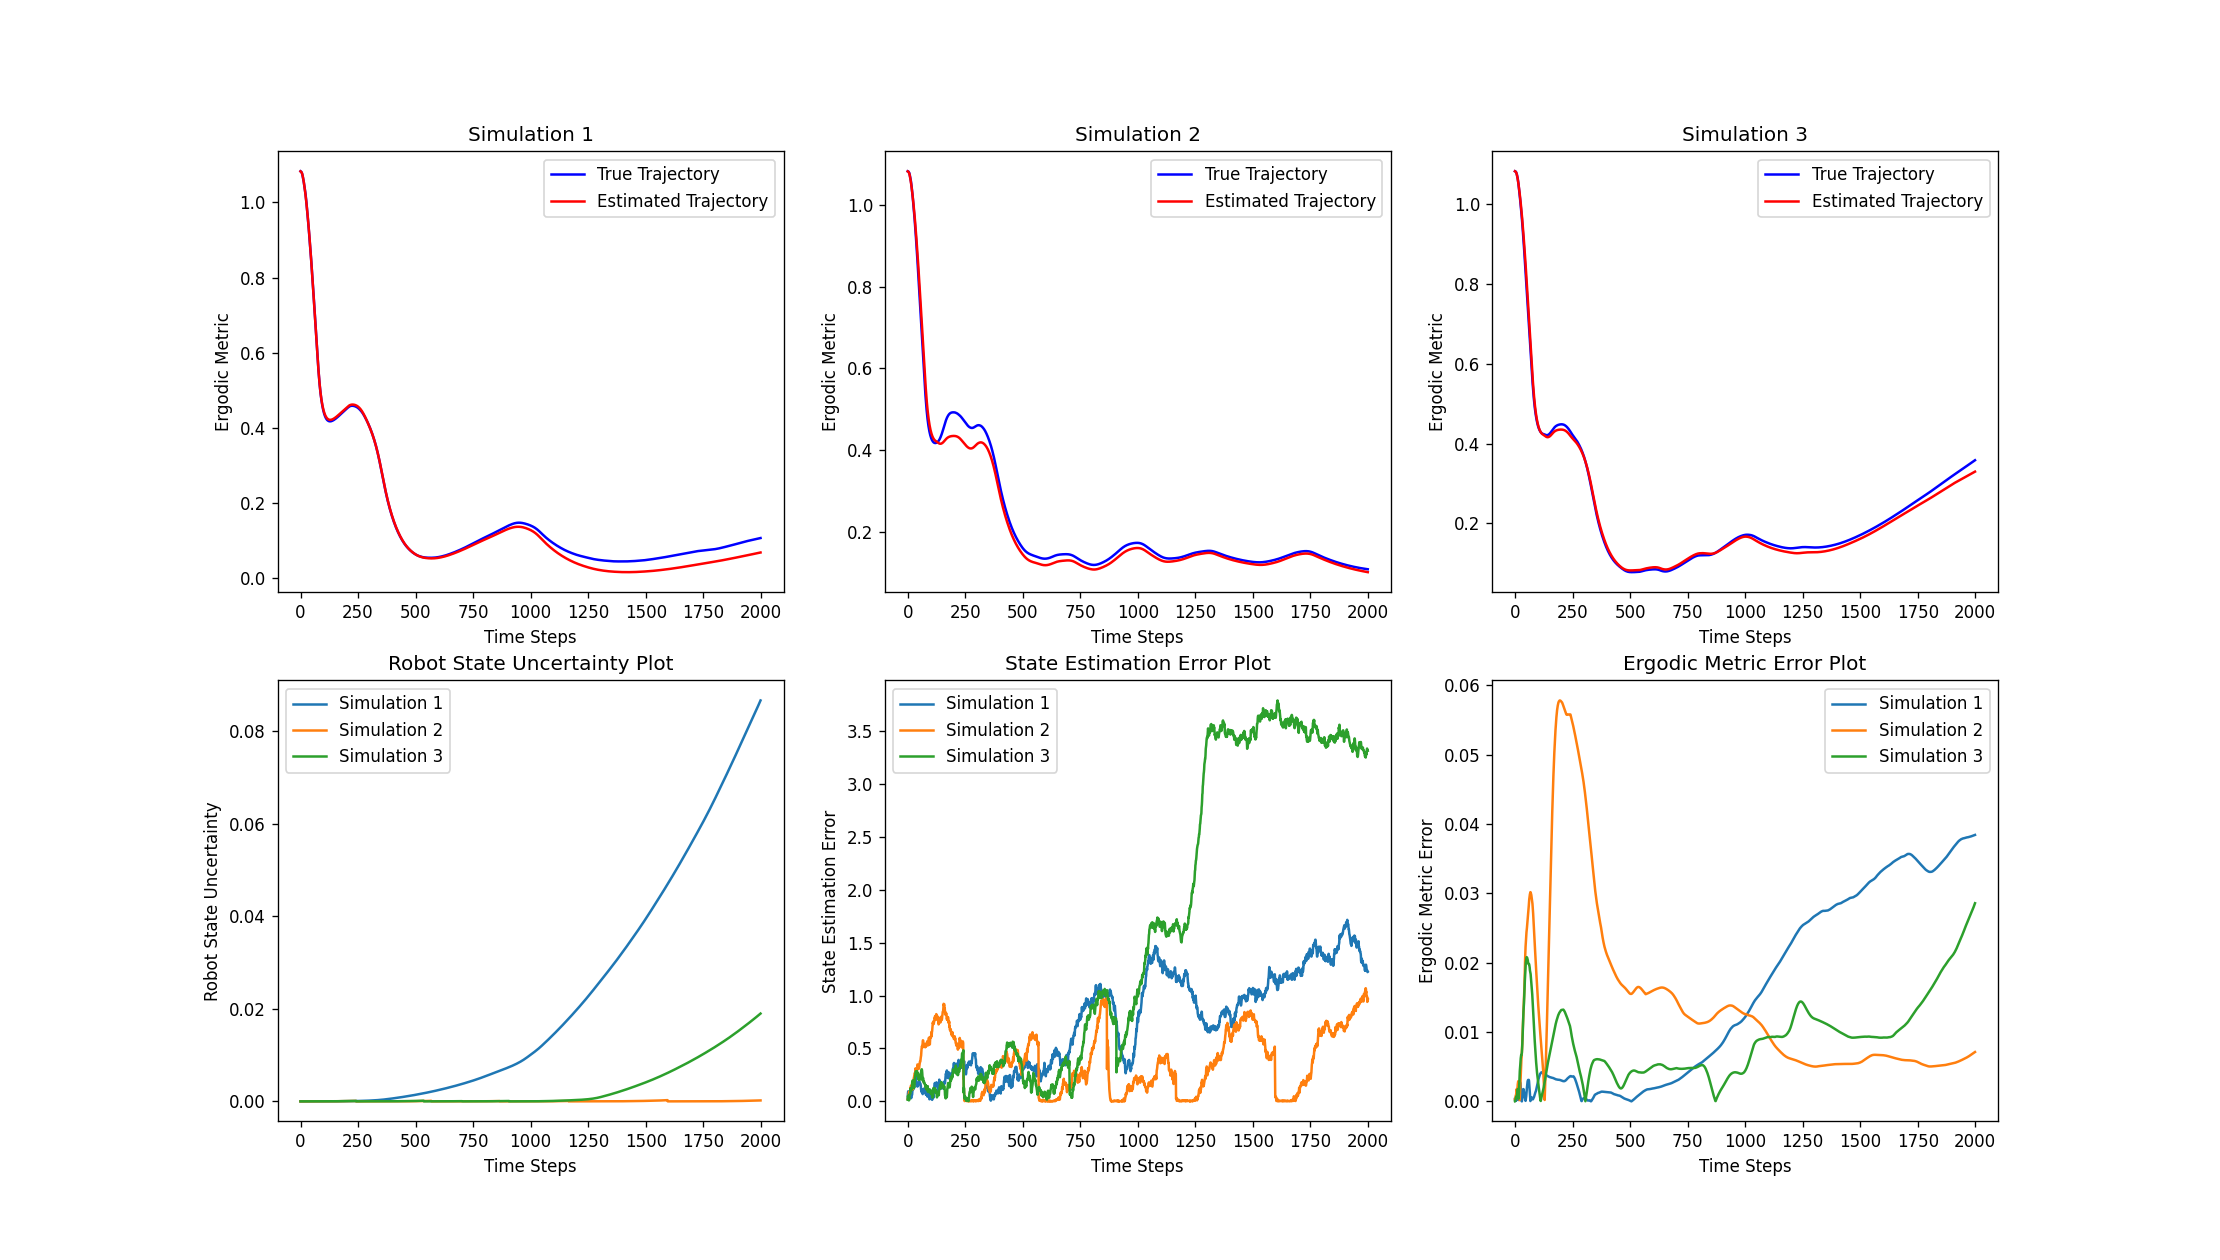 Simulation 1
True Trajectory
Estimated Trajectory
Ergodic Metric
1.0
0.8
0.6
0.4
0.2
0.0
0 250 500 750 1000 1250 1500 1750 2000
Time Steps
Simulation 2
True Trajectory
Estimated Trajectory
Ergodic Metric
1.0
0.8
0.6
0.4
0.2
0 250 500 750 1000 1250 1500 1750 2000
Time Steps
Simulation 3
True Trajectory
Estimated Trajectory
Ergodic Metric
1.0
0.8
0.6
0.4
0.2
0 250 500 750 1000 1250 1500 1750 2000
Time Steps
Robot State Uncertainty Plot
Simulation 1
Simulation 2
Simulation 3
Robot State Uncertainty
0.08
0.06
0.04
0.02
0.00
0 250 500 750 1000 1250 1500 1750 2000
Time Steps
State Estimation Error Plot
Simulation 1
Simulation 2
Simulation 3
State Estimation Error
3.5
3.0
2.5
2.0
1.5
1.0
0.5
0.0
0 250 500 750 1000 1250 1500 1750 2000
Time Steps
Ergodic Metric Error Plot
Simulation 1
Simulation 2
Simulation 3
Ergodic Metric Error
0.06
0.05
0.04
0.03
0.02
0.01
0.00
0 250 500 750 1000 1250 1500 1750 2000
Time Steps